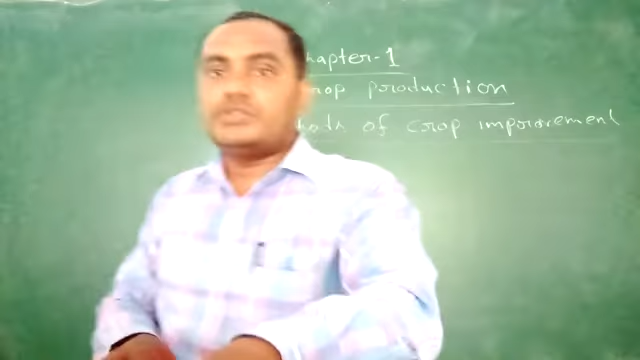 hapter-1
rop production
hods of crop improvement